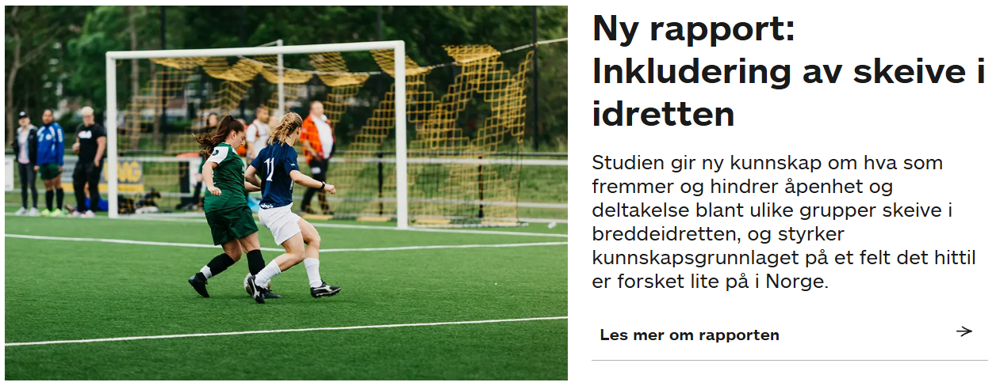 Ny rapport:
Inkludering av skeive i
idretten
Studien gir ny kunnskap om hva som
fremmer og hindrer åpenhet og
deltakelse blant ulike grupper skeive i
breddeidretten, og styrker
kunnskapsgrunnlaget på et felt det hittil
er forsket lite på i Norge.
Les mer om rapporten
11